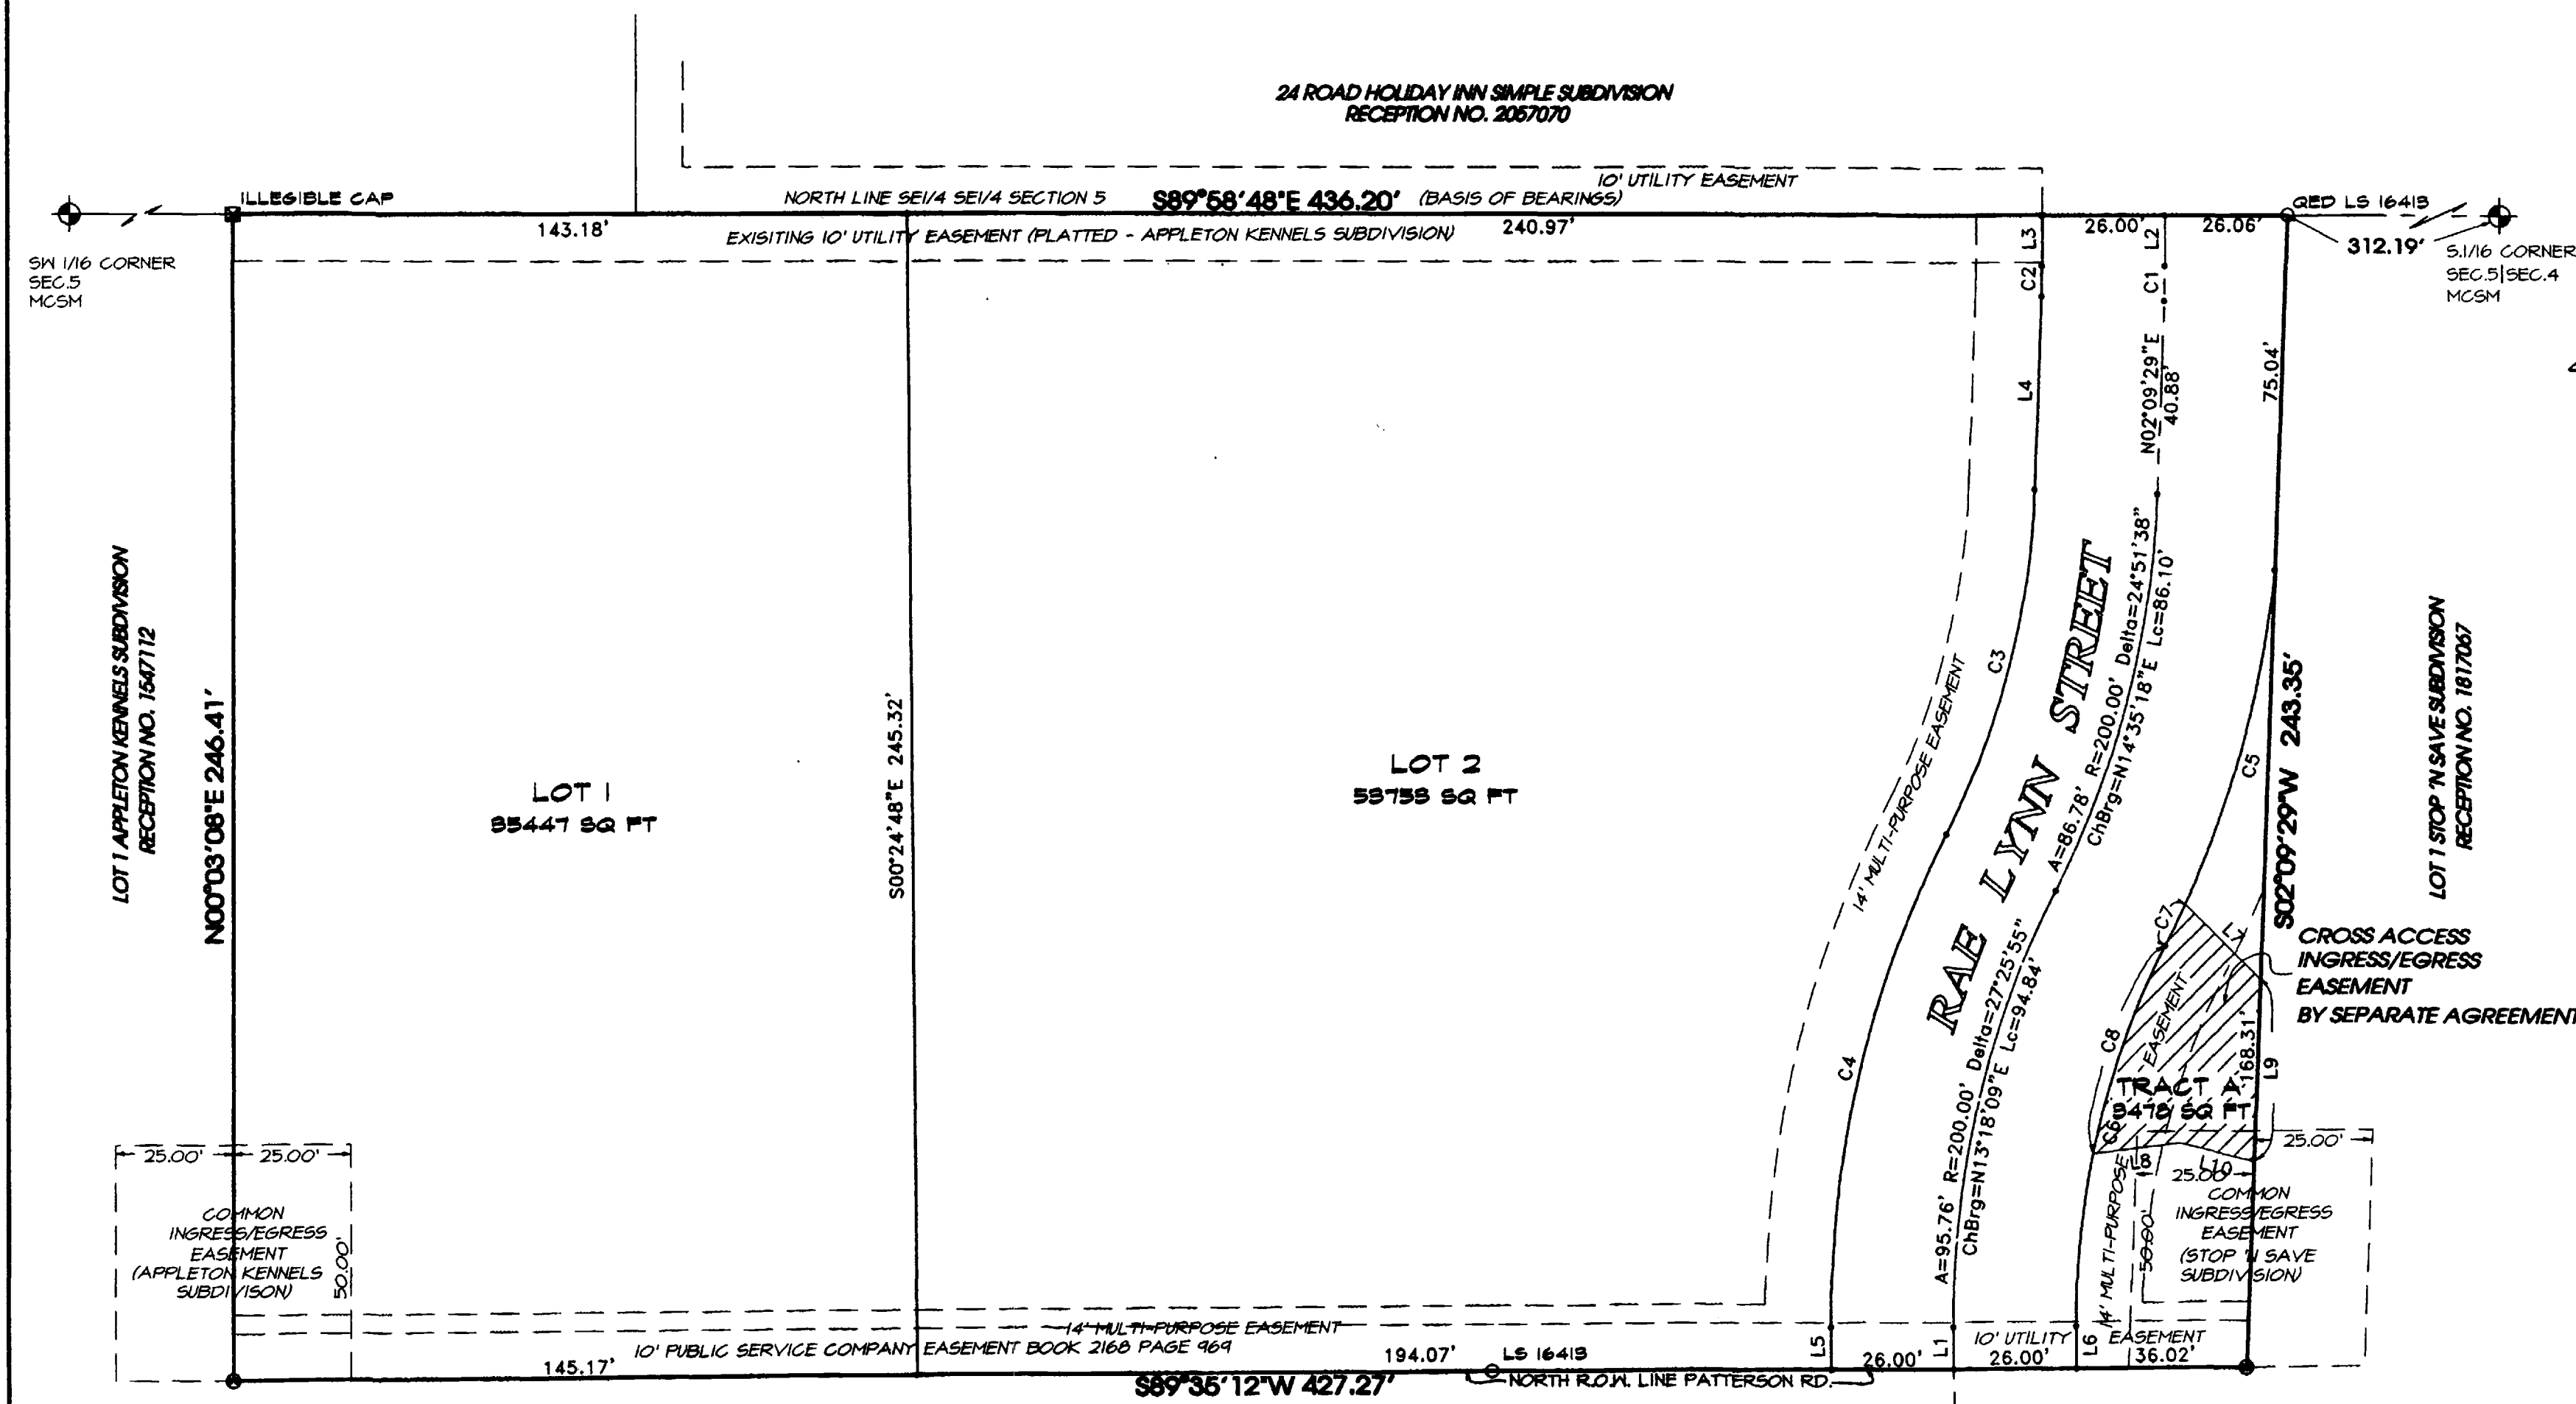 24 ROAD HOLIDAY INN SIMPLE SUBDIVISION
RECEPTION NO. 2057070
10' UTILITY EASEMENT
ILLEGIBLE CAP
NORTH LINE SE1/4 SE1/4 SECTION 5
S89°58'48"E 436.20' (BASIS OF BEARINGS)
QED LS 16413
143.18'
EXISITING 10' UTILITY EASEMENT (PLATTED - APPLETON KENNELS SUBDIVISION)
240.97'
L3
26.00'
L2
26.06'
312.19'
SW 1/16 CORNER
SEC.5
MCSM
S.1/16 CORNER
SEC.5|SEC.4
MCSM
C2
C1
L4
N02°09'29"E
40.88'
75.04'
LOT 1 APPLETON KENNELS SUBDIVISION
RECEPTION NO. 1547112
N00°03'08"E 246.41'
LOT 1
35447 SQ FT
S00°24'48"E 245.32'
LOT 2
53753 SQ FT
14' MULTI-PURPOSE EASEMENT
C3
C4
RAE LYNN STREET
A=86.78' R=200.00' Delta=24°51'38"
ChBrg=N14°35'18"E Lc=86.10'
A=95.76' R=200.00' Delta=27°25'55"
ChBrg=N13°18'09"E Lc=94.84'
C5
S02°09'29"W 243.35'
LOT 1 STOP 'N SAVE SUBDIVISION
RECEPTION NO. 1817067
C7
L7
CROSS ACCESS
INGRESS/EGRESS
EASEMENT
BY SEPARATE AGREEMENT
C8
168.31'
L9
TRACT A
3478 SQ FT
C6
L8
L10
25.00'
25.00'
25.00'
25.00'
COMMON
INGRESS/EGRESS
EASEMENT
(APPLETON KENNELS
SUBDIVISON)
50.00'
14' MULTI-PURPOSE EASEMENT
50.00'
COMMON
INGRESS/EGRESS
EASEMENT
(STOP 'N SAVE
SUBDIVISION)
14' MULTI-PURPOSE EASEMENT
10' PUBLIC SERVICE COMPANY EASEMENT BOOK 2168 PAGE 969
10' UTILITY EASEMENT
145.17'
194.07'
LS 16413
L5
26.00'
L1
26.00'
L6
36.02'
S89°35'12"W 427.27'
NORTH R.O.W. LINE PATTERSON RD.